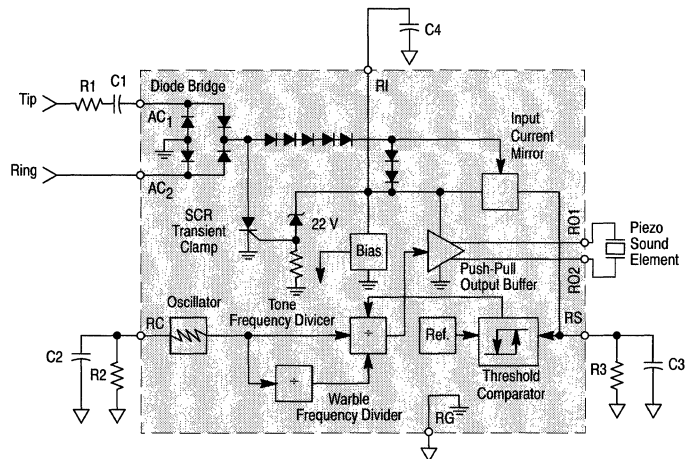 C4
R1
C1
Diode Bridge
RI
Tip
AC1
Input
Current
Mirror
Ring
AC2
SCR
Transient
Clamp
22 V
Bias
RO1
Piezo
Sound
Element
RO2
Push-Pull
Output Buffer
Oscillator
Tone
Frequency Divicer
RC
÷
Ref.
RS
C2
R2
÷
Warble
Frequency Divider
Threshold
Comparator
R3
C3
RG